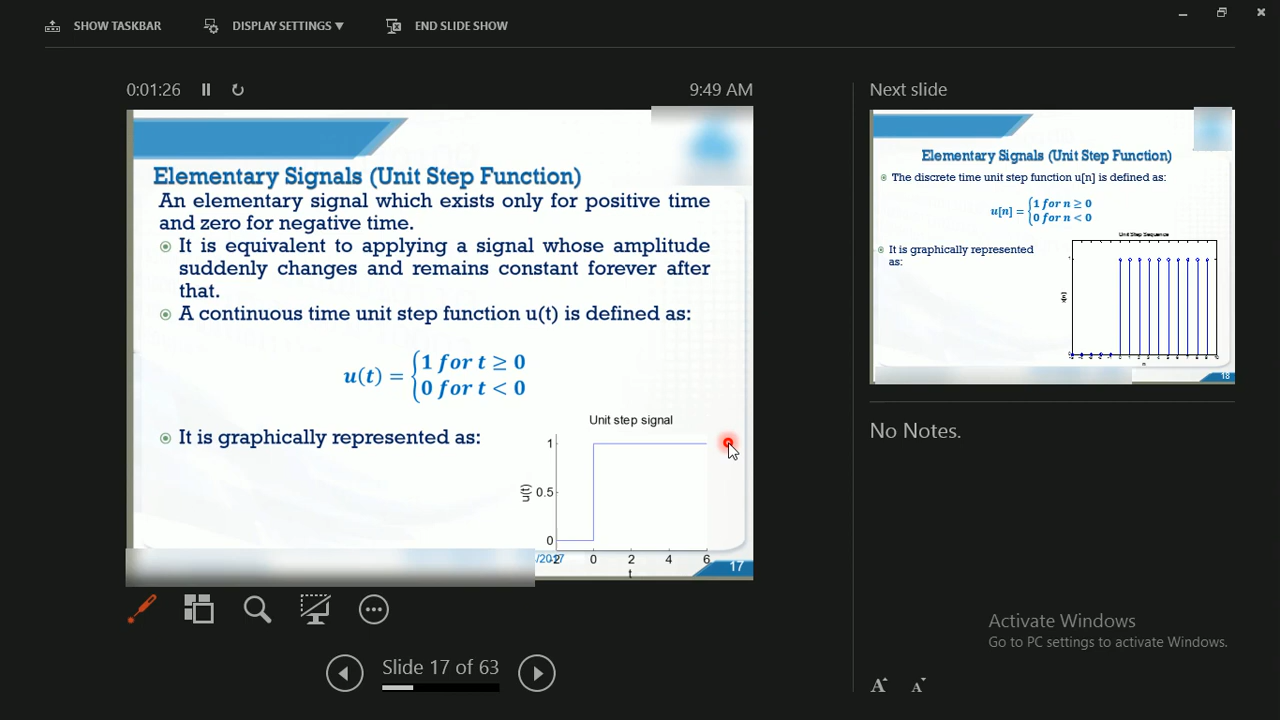 SHOW TASKBAR
DISPLAY SETTINGS ▼
END SLIDE SHOW
0:01:26
9:49 AM
Elementary Signals (Unit Step Function)
An elementary signal which exists only for positive time
and zero for negative time.
It is equivalent to applying a signal whose amplitude
suddenly changes and remains constant forever after
that.
A continuous time unit step function u(t) is defined as:
u(t) = {1 for t ≥ 0
0 for t < 0
It is graphically represented as:
Unit step signal
1
u(t)
0.5
0
/2017
-2 0 2 4 6
t
17
Slide 17 of 63
Next slide
Elementary Signals (Unit Step Function)
The discrete time unit step function u[n] is defined as:
u[n] = {1 for n ≥ 0
0 for n < 0
It is graphically represented
as:
Unit Step Sequence
u[n]
18
No Notes.
Activate Windows
Go to PC settings to activate Windows.
A A